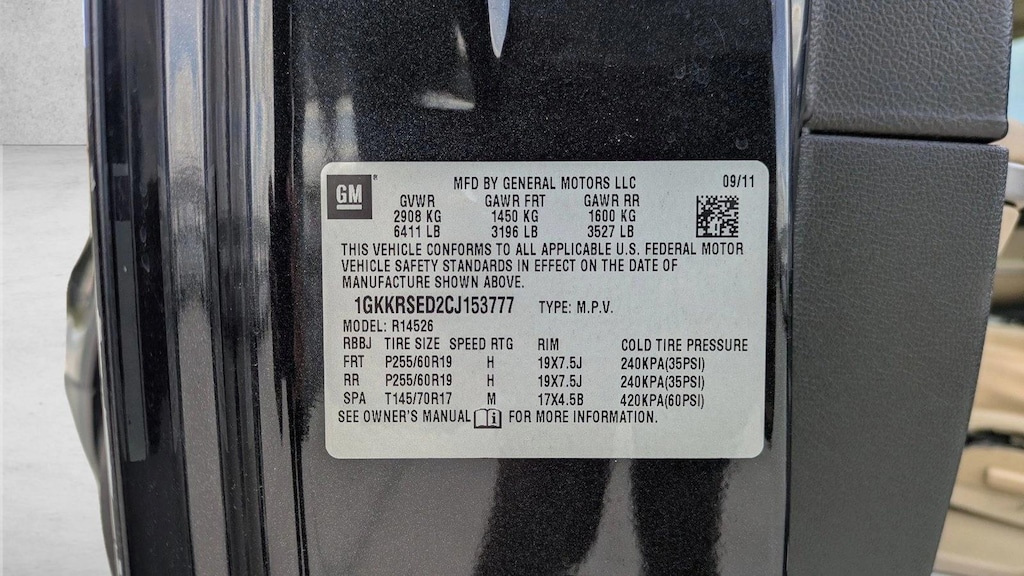 GM ®
MFD BY GENERAL MOTORS LLC 09/11
GVWR GAWR FRT GAWR RR
2908 KG 1450 KG 1600 KG
6411 LB 3196 LB 3527 LB
THIS VEHICLE CONFORMS TO ALL APPLICABLE U.S. FEDERAL MOTOR
VEHICLE SAFETY STANDARDS IN EFFECT ON THE DATE OF
MANUFACTURE SHOWN ABOVE.
1GKKRSED2CJ153777 TYPE: M.P.V.
MODEL: R14526
RBBJ TIRE SIZE SPEED RTG RIM COLD TIRE PRESSURE
FRT P255/60R19 H 19X7.5J 240KPA(35PSI)
RR P255/60R19 H 19X7.5J 240KPA(35PSI)
SPA T145/70R17 M 17X4.5B 420KPA(60PSI)
SEE OWNER'S MANUAL i FOR MORE INFORMATION.